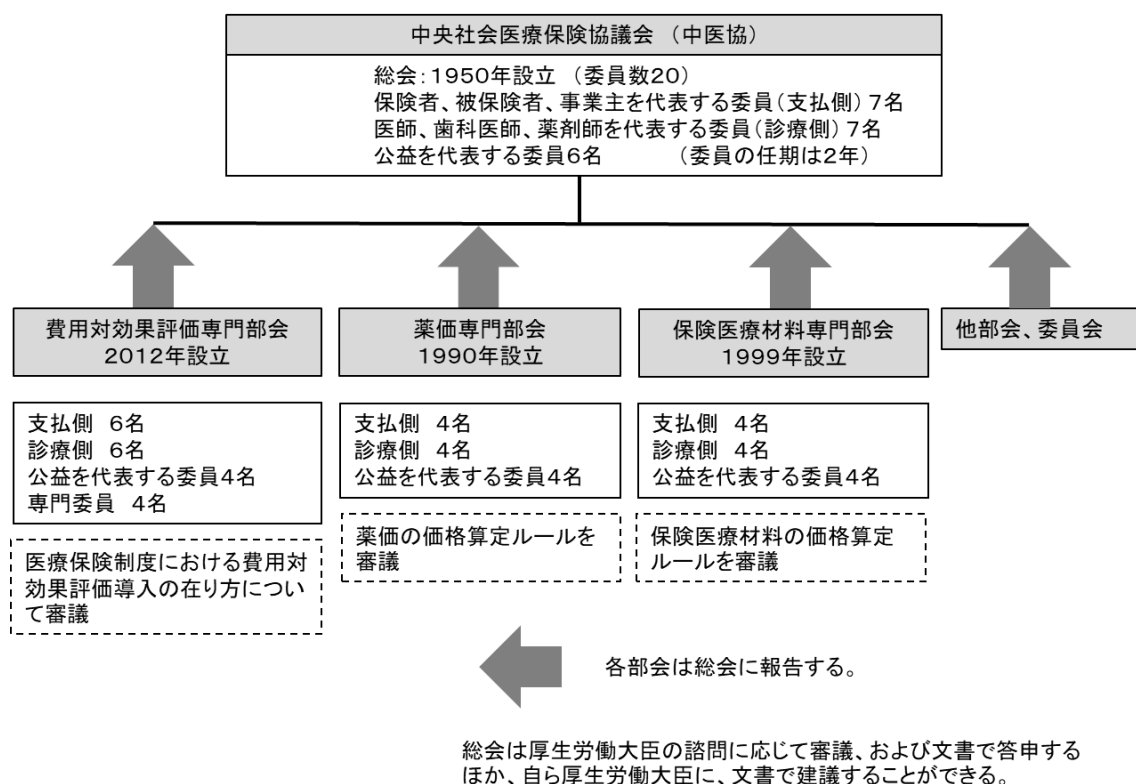 中央社会医療保険協議会 （中医協）
総会：1950年設立 （委員数20）
保険者、被保険者、事業主を代表する委員（支払側）7名
医師、歯科医師、薬剤師を代表する委員（診療側）7名
公益を代表する委員6名 （委員の任期は2年）
費用対効果評価専門部会
2012年設立
薬価専門部会
1990年設立
保険医療材料専門部会
1999年設立
他部会、委員会
支払側 6名
診療側 6名
公益を代表する委員4名
専門委員 4名
支払側 4名
診療側 4名
公益を代表する委員4名
支払側 4名
診療側 4名
公益を代表する委員4名
医療保険制度における費用対
効果評価導入の在り方につい
て審議
薬価の価格算定ルールを
審議
保険医療材料の価格算定
ルールを審議
各部会は総会に報告する。
総会は厚生労働大臣の諮問に応じて審議、および文書で答申する
ほか、自ら厚生労働大臣に、文書で建議することができる。